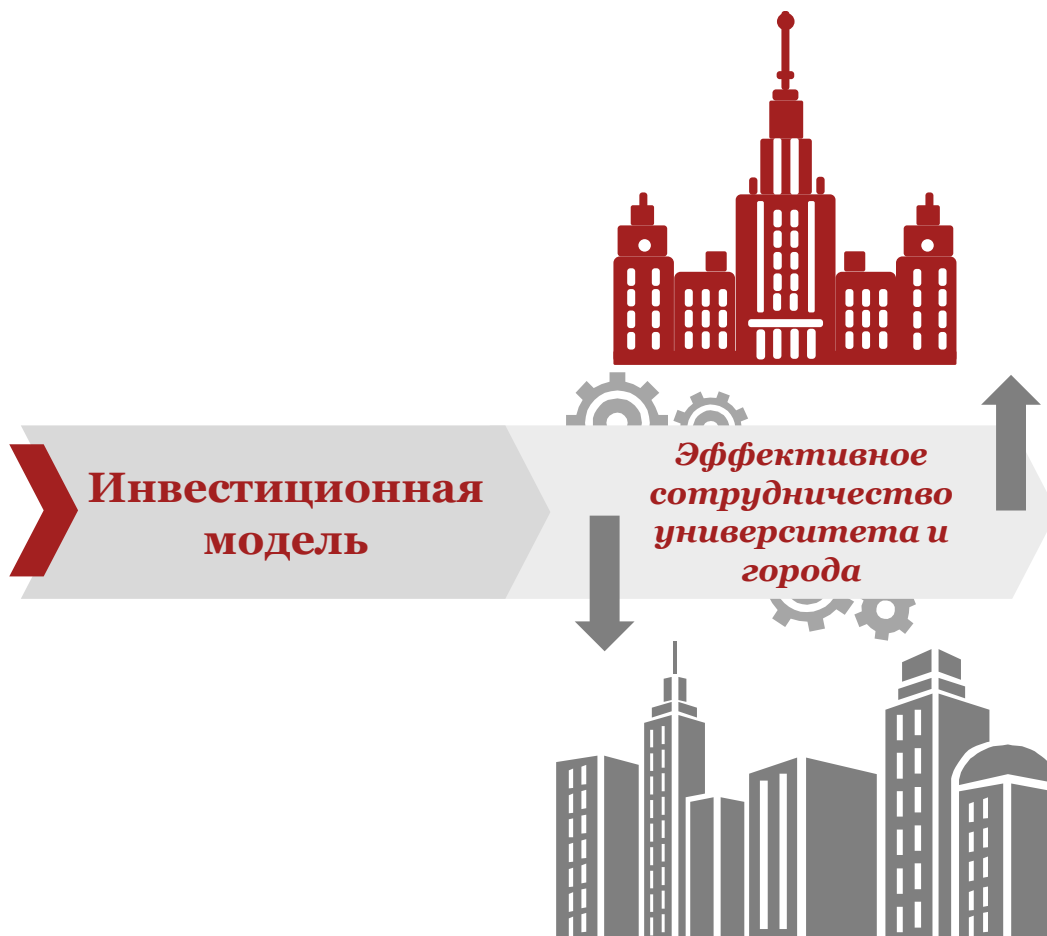 Инвестиционная
модель
Эффективное
сотрудничество
университета и
города